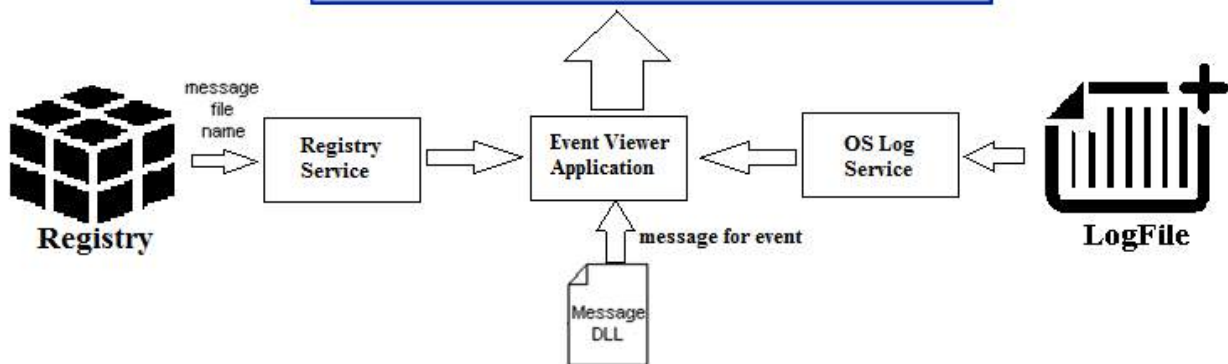 message
file
name
Registry
Service
Event Viewer
Application
OS Log
Service
Registry
message for event
LogFile
Message
DLL